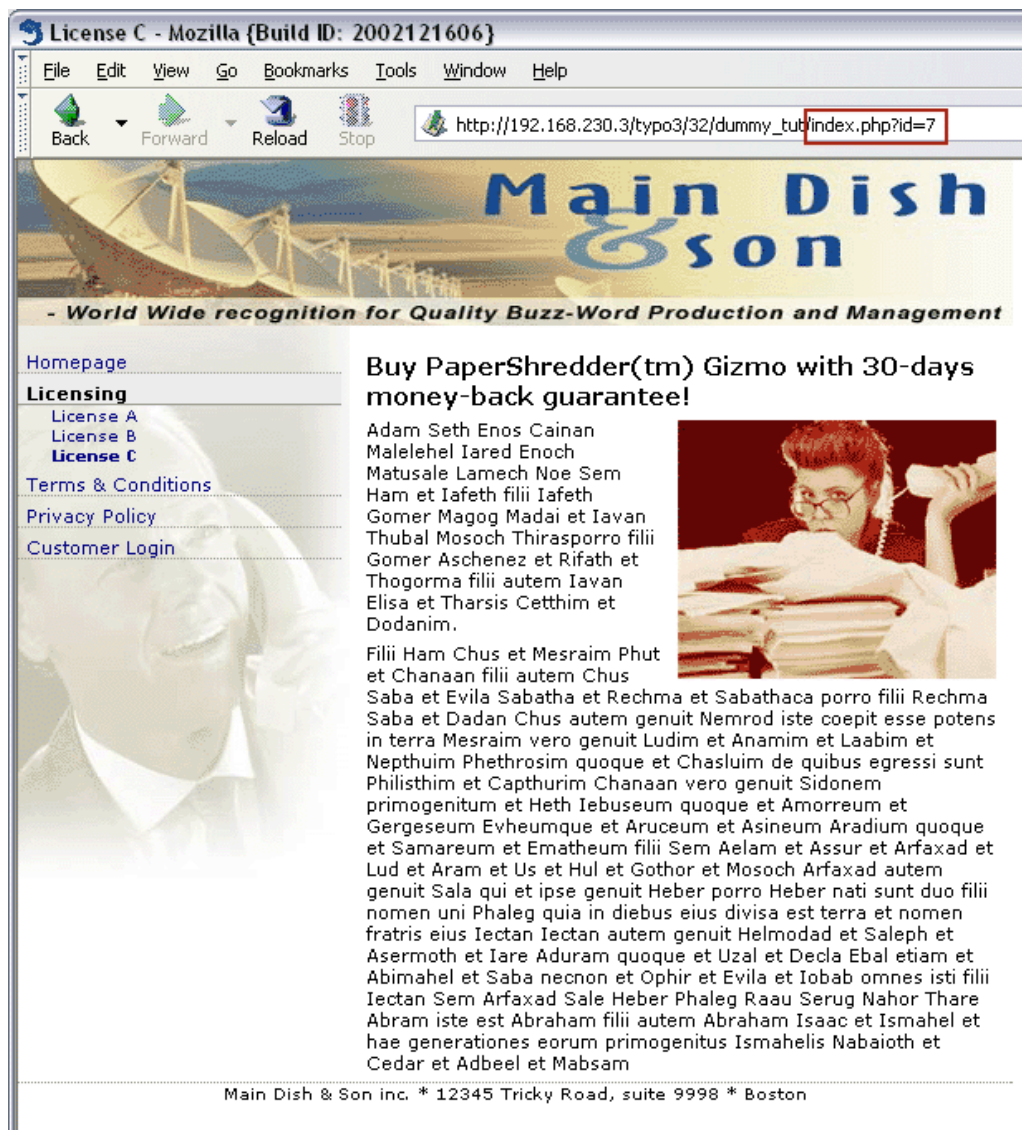 License C - Mozilla {Build ID: 2002121606}
File Edit View Go Bookmarks Tools Window Help
Back Forward Reload Stop
http://192.168.230.3/typo3/32/dummy_tut/index.php?id=7
Main Dish
& son
- World Wide recognition for Quality Buzz-Word Production and Management
Homepage
Licensing
License A
License B
License C
Terms & Conditions
Privacy Policy
Customer Login
Buy PaperShredder(tm) Gizmo with 30-days
money-back guarantee!
Adam Seth Enos Cainan
Malelehel Iared Enoch
Matusale Lamech Noe Sem
Ham et Iafeth filii Iafeth
Gomer Magog Madai et Iavan
Thubal Mosoch Thirasporro filii
Gomer Aschenez et Rifath et
Thogorma filii autem Iavan
Elisa et Tharsis Cetthim et
Dodanim.
Filii Ham Chus et Mesraim Phut
et Chanaan filii autem Chus
Saba et Evila Sabatha et Rechma et Sabathaca porro filii Rechma
Saba et Dadan Chus autem genuit Nemrod iste coepit esse potens
in terra Mesraim vero genuit Ludim et Anamim et Laabim et
Nepthuim Phethrosim quoque et Chasluim de quibus egressi sunt
Philisthim et Capthurim Chanaan vero genuit Sidonem
primogenitum et Heth Iebuseum quoque et Amorreum et
Gergeseum Evheumque et Aruceum et Asineum Aradium quoque
et Samareum et Ematheum filii Sem Aelam et Assur et Arfaxad et
Lud et Aram et Us et Hul et Gothor et Mosoch Arfaxad autem
genuit Sala qui et ipse genuit Heber porro Heber nati sunt duo filii
nomen uni Phaleg quia in diebus eius divisa est terra et nomen
fratris eius Iectan Iectan autem genuit Helmodad et Saleph et
Asermoth et Iare Aduram quoque et Uzal et Decla Ebal etiam et
Abimahel et Saba necnon et Ophir et Evila et Iobab omnes isti filii
Iectan Sem Arfaxad Sale Heber Phaleg Raau Serug Nahor Thare
Abram iste est Abraham filii autem Abraham Isaac et Ismahel et
hae generationes eorum primogenitus Ismahelis Nabaioth et
Cedar et Adbeel et Mabsam
Main Dish & Son inc. * 12345 Tricky Road, suite 9998 * Boston